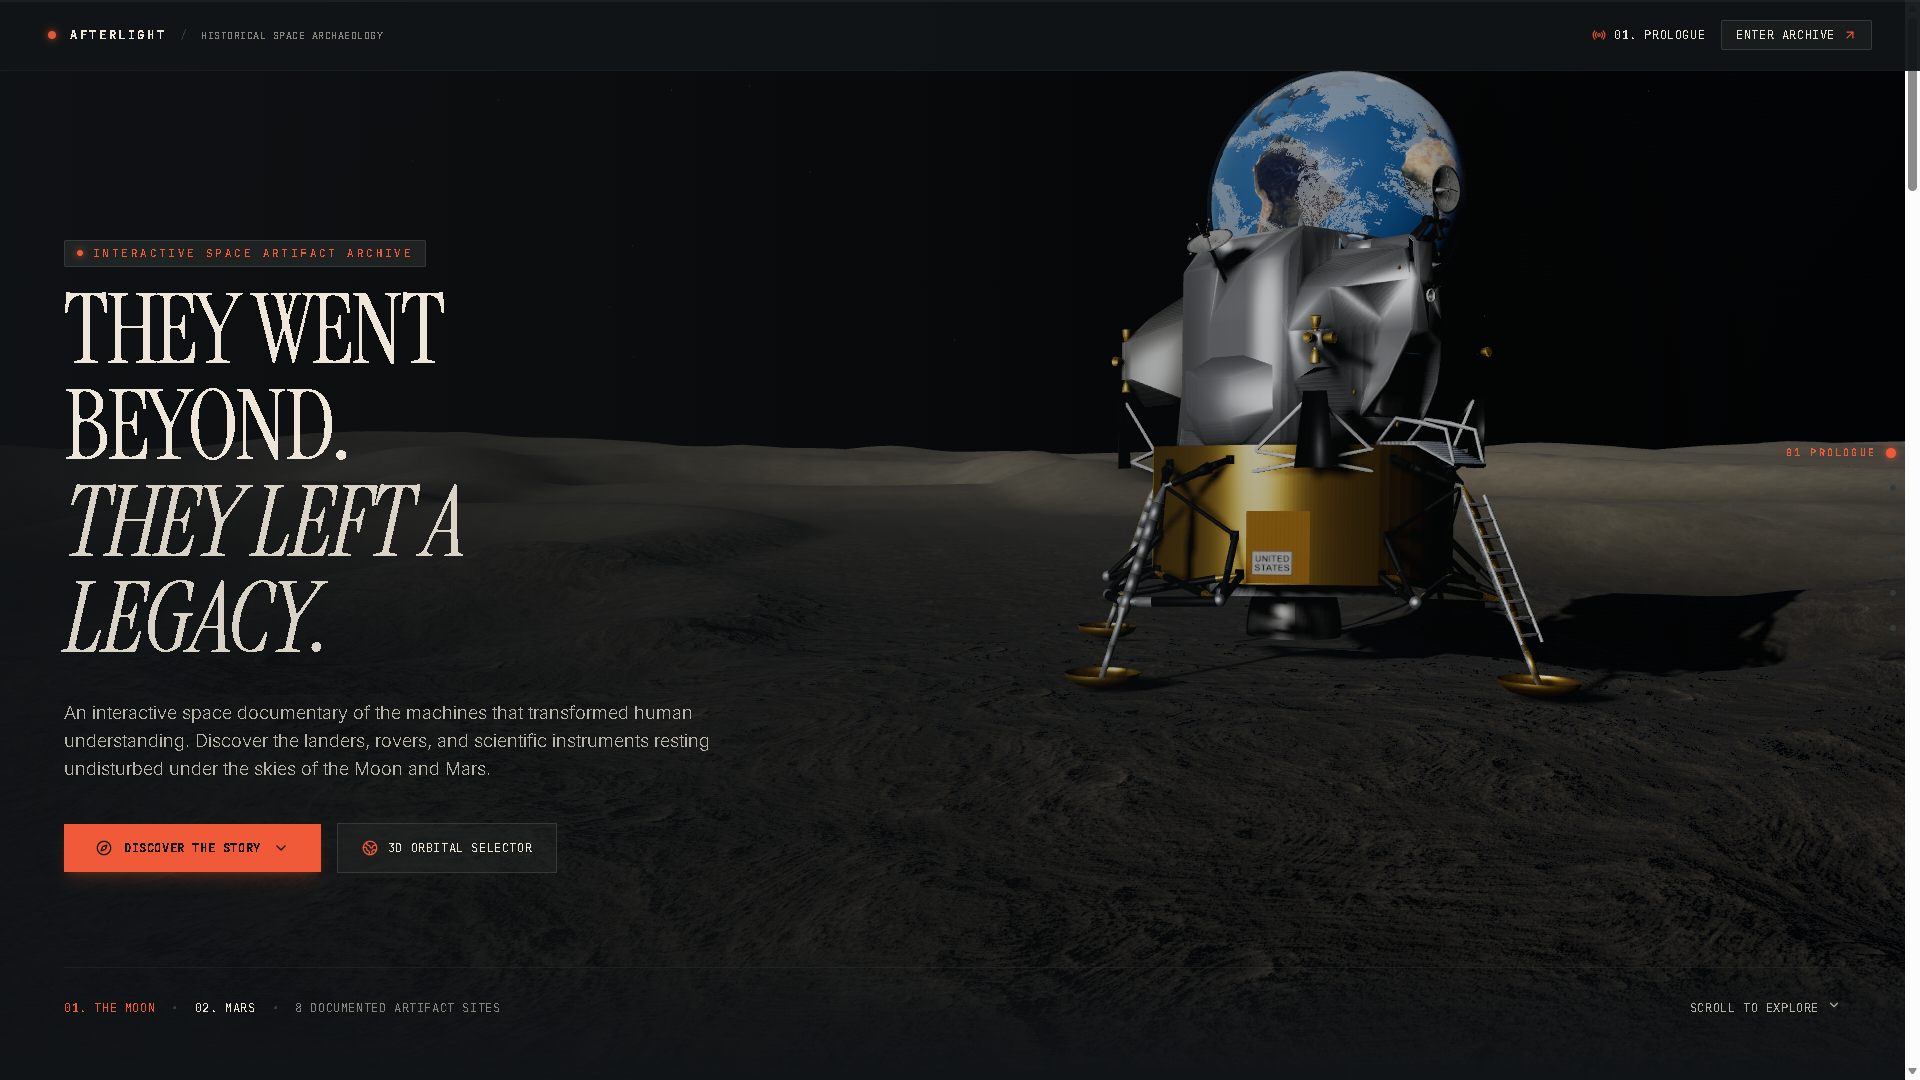 AFTERLIGHT / HISTORICAL SPACE ARCHAEOLOGY
01. PROLOGUE
ENTER ARCHIVE
INTERACTIVE SPACE ARTIFACT ARCHIVE
THEY WENT
BEYOND.
THEY LEFT A
LEGACY.
UNITED
STATES
01 PROLOGUE
An interactive space documentary of the machines that transformed human
understanding. Discover the landers, rovers, and scientific instruments resting
undisturbed under the skies of the Moon and Mars.
DISCOVER THE STORY
3D ORBITAL SELECTOR
01. THE MOON • 02. MARS • 8 DOCUMENTED ARTIFACT SITES
SCROLL TO EXPLORE